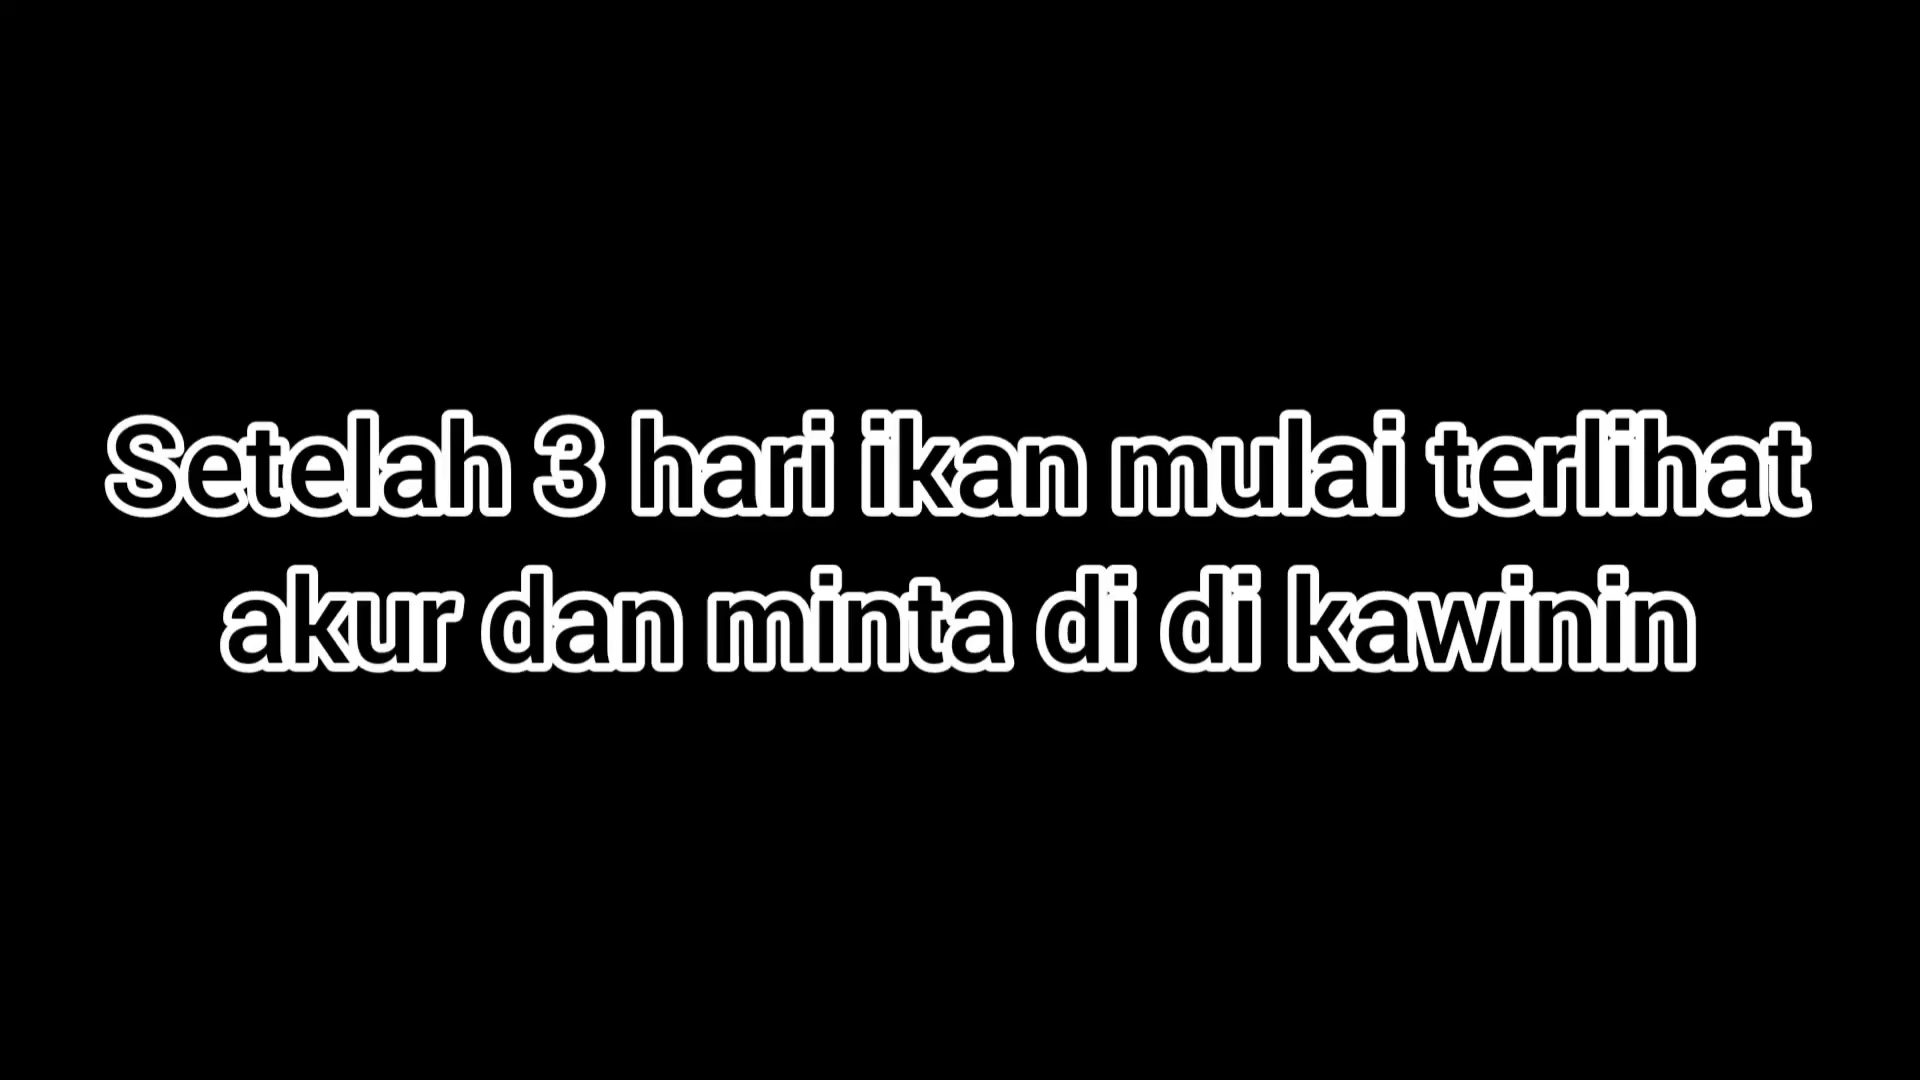 Setelah 3 hari ikan mulai terlihat
akur dan minta di di kawinin